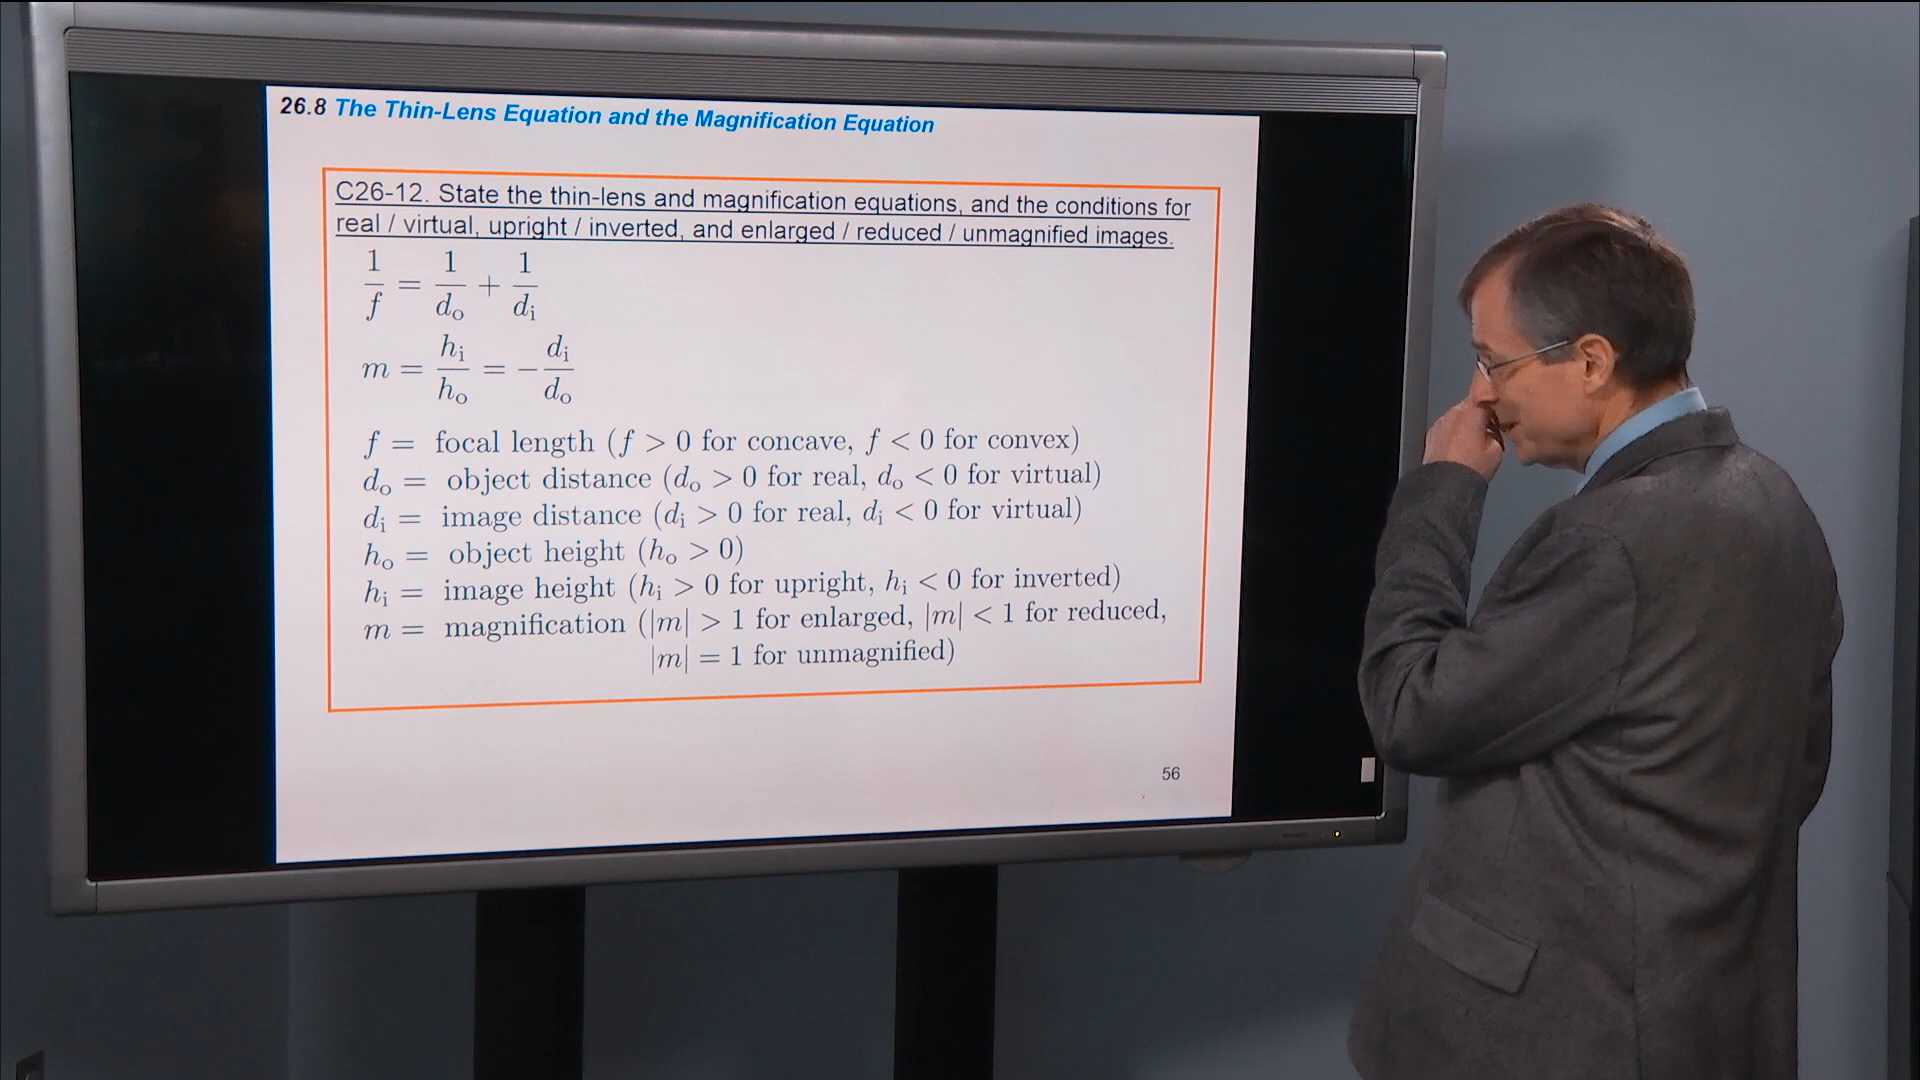 26.8 The Thin-Lens Equation and the Magnification Equation
C26-12. State the thin-lens and magnification equations, and the conditions for
real / virtual, upright / inverted, and enlarged / reduced / unmagnified images.
1/f = 1/dₒ + 1/dᵢ
m = hᵢ/hₒ = − dᵢ/dₒ
f = focal length (f > 0 for concave, f < 0 for convex)
dₒ = object distance (dₒ > 0 for real, dₒ < 0 for virtual)
dᵢ = image distance (dᵢ > 0 for real, dᵢ < 0 for virtual)
hₒ = object height (hₒ > 0)
hᵢ = image height (hᵢ > 0 for upright, hᵢ < 0 for inverted)
m = magnification (|m| > 1 for enlarged, |m| < 1 for reduced,
|m| = 1 for unmagnified)
56